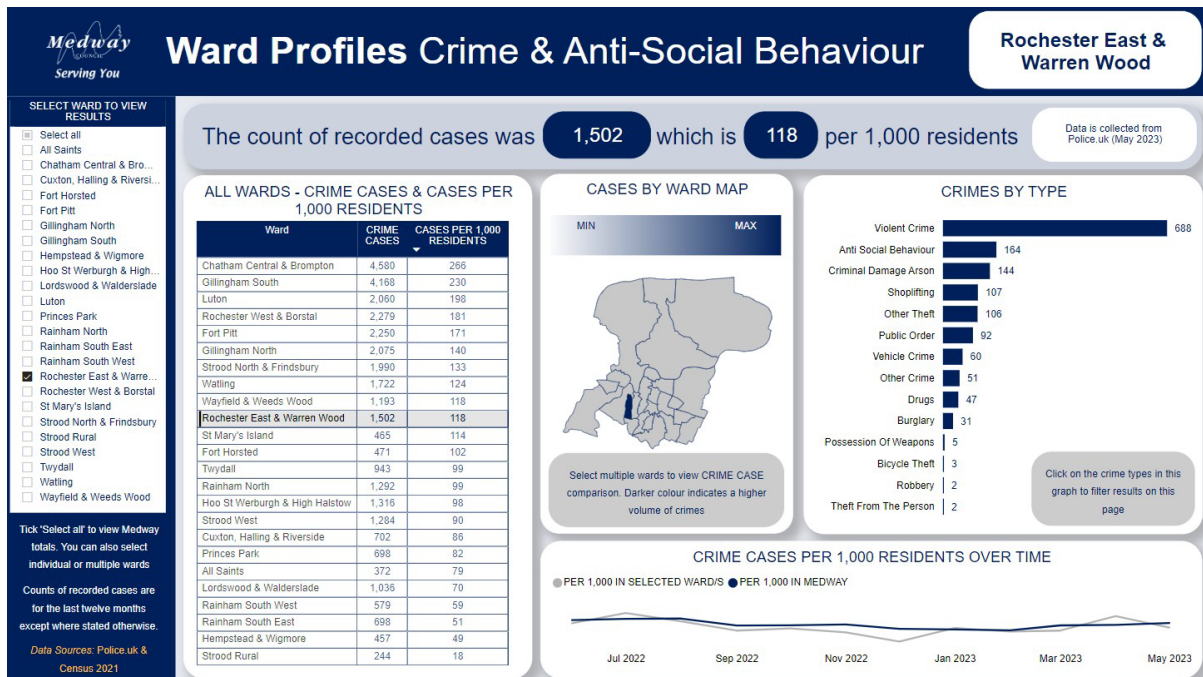 Medway
COUNCIL
Serving You
Ward Profiles Crime & Anti-Social Behaviour
Rochester East &
Warren Wood
SELECT WARD TO VIEW
RESULTS
Select all
All Saints
Chatham Central & Bro...
Cuxton, Halling & Riversi...
Fort Horsted
Fort Pitt
Gillingham North
Gillingham South
Hempstead & Wigmore
Hoo St Werburgh & High...
Lordswood & Walderslade
Luton
Princes Park
Rainham North
Rainham South East
Rainham South West
Rochester East & Warre...
Rochester West & Borstal
St Mary's Island
Strood North & Frindsbury
Strood Rural
Strood West
Twydall
Watling
Wayfield & Weeds Wood
Tick 'Select all' to view Medway
totals. You can also select
individual or multiple wards
Counts of recorded cases are
for the last twelve months
except where stated otherwise.
Data Sources: Police.uk &
Census 2021
The count of recorded cases was 1,502 which is 118 per 1,000 residents
Data is collected from
Police.uk (May 2023)
ALL WARDS - CRIME CASES & CASES PER
1,000 RESIDENTS
Ward CRIME CASES CASES PER 1,000 RESIDENTS
Chatham Central & Brompton 4,580 266
Gillingham South 4,168 230
Luton 2,060 198
Rochester West & Borstal 2,279 181
Fort Pitt 2,250 171
Gillingham North 2,075 140
Strood North & Frindsbury 1,990 133
Watling 1,722 124
Wayfield & Weeds Wood 1,193 118
Rochester East & Warren Wood 1,502 118
St Mary's Island 465 114
Fort Horsted 471 102
Twydall 943 99
Rainham North 1,292 99
Hoo St Werburgh & High Halstow 1,316 98
Strood West 1,284 90
Cuxton, Halling & Riverside 702 86
Princes Park 698 82
All Saints 372 79
Lordswood & Walderslade 1,036 70
Rainham South West 579 59
Rainham South East 698 51
Hempstead & Wigmore 457 49
Strood Rural 244 18
CASES BY WARD MAP
MIN MAX
Select multiple wards to view CRIME CASE
comparison. Darker colour indicates a higher
volume of crimes
CRIMES BY TYPE
Violent Crime 688
Anti Social Behaviour 164
Criminal Damage Arson 144
Shoplifting 107
Other Theft 106
Public Order 92
Vehicle Crime 60
Other Crime 51
Drugs 47
Burglary 31
Possession Of Weapons 5
Bicycle Theft 3
Robbery 2
Theft From The Person 2
Click on the crime types in this
graph to filter results on this
page
CRIME CASES PER 1,000 RESIDENTS OVER TIME
PER 1,000 IN SELECTED WARD/S PER 1,000 IN MEDWAY
Jul 2022 Sep 2022 Nov 2022 Jan 2023 Mar 2023 May 2023